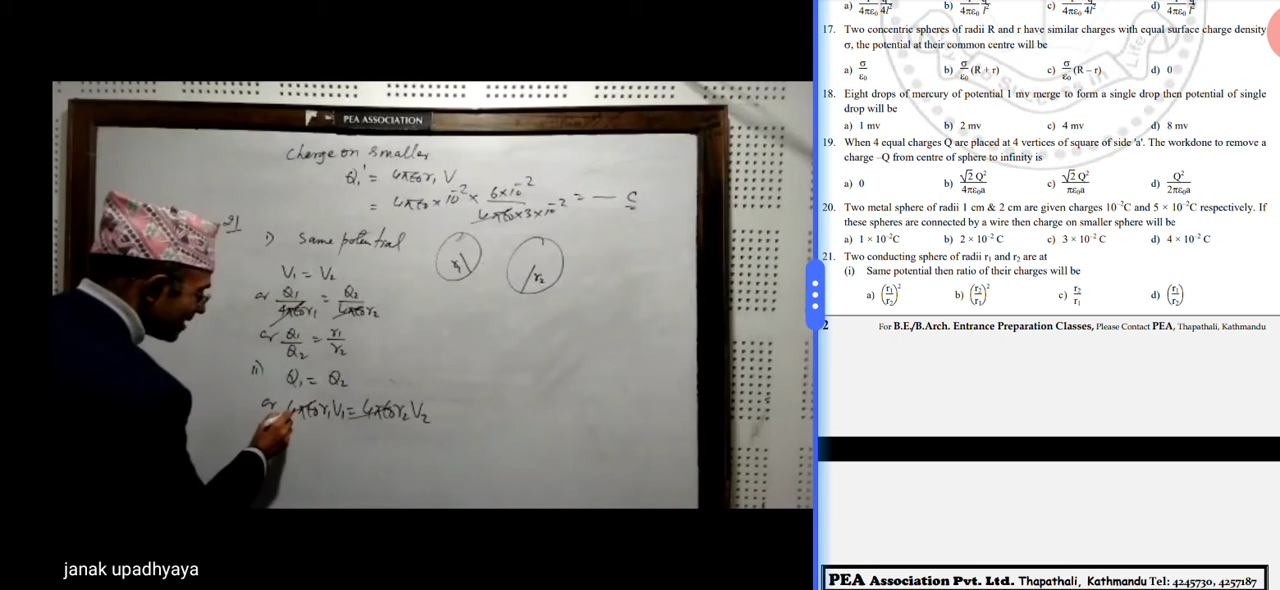 PEA ASSOCIATION
Charge on smaller
Q₁' = 4πε₀r₁ V
= 4πε₀ × 10⁻² × 6×10⁻² / 4πε₀×3×10⁻² = — C
21
i) Same potential
r₁
r₂
V₁ = V₂
or Q₁/4πε₀r₁ = Q₂/4πε₀r₂
or Q₁/Q₂ = r₁/r₂
ii) Q₁ = Q₂
or 4πε₀r₁V₁ = 4πε₀r₂V₂
janak upadhyaya
17. Two concentric spheres of radii R and r have similar charges with equal surface charge density
σ, the potential at their common centre will be
a) σ/ε₀ b) σ/ε₀ (R + r) c) σ/ε₀ (R – r) d) 0
18. Eight drops of mercury of potential 1 mv merge to form a single drop then potential of single
drop will be
a) 1 mv b) 2 mv c) 4 mv d) 8 mv
19. When 4 equal charges Q are placed at 4 vertices of square of side 'a'. The workdone to remove a
charge –Q from centre of sphere to infinity is
a) 0 b) √2 Q²/4πε₀a c) √2 Q²/πε₀a d) Q²/2πε₀a
20. Two metal sphere of radii 1 cm & 2 cm are given charges 10⁻²C and 5 × 10⁻²C respectively. If
these spheres are connected by a wire then charge on smaller sphere will be
a) 1 × 10⁻²C b) 2 × 10⁻² C c) 3 × 10⁻² C d) 4 × 10⁻² C
21. Two conducting sphere of radii r₁ and r₂ are at
(i) Same potential then ratio of their charges will be
a) (r₁/r₂)² b) (r₂/r₁)² c) r₂/r₁ d) (r₁/r₂)
2 For B.E./B.Arch. Entrance Preparation Classes, Please Contact PEA, Thapathali, Kathmandu
PEA Association Pvt. Ltd. Thapathali, Kathmandu Tel: 4245730, 4257187